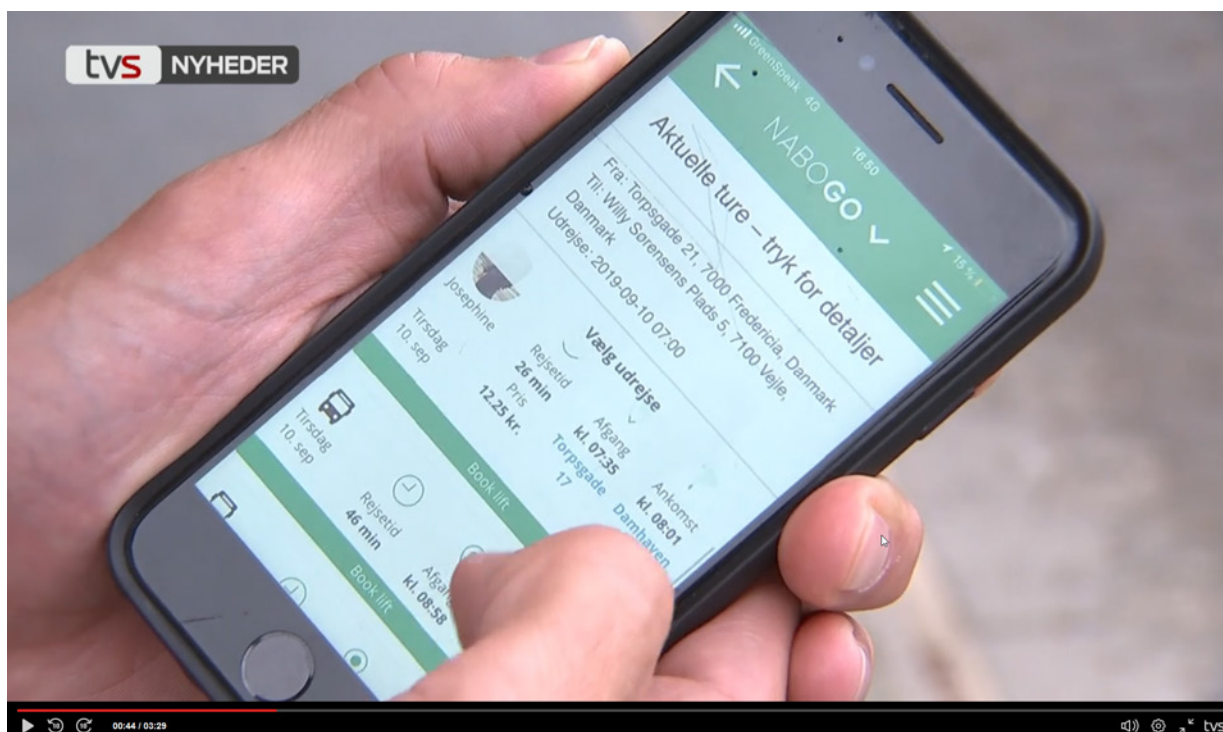 tvs NYHEDER
GreenSpeak 4G 16.50 15 %
NABOGO
Aktuelle ture – tryk for detaljer
Fra: Torpsgade 21, 7000 Fredericia, Danmark
Til: Willy Sørensens Plads 5, 7100 Vejle,
Danmark
Udrejse: 2019-09-10 07:00
Vælg udrejse
Josephine
Tirsdag
10. sep
Rejsetid
26 min
Pris
12.25 kr.
Afgang
kl. 07:35
Torpsgade
17
Ankomst
kl. 08:01
Damhaven
Book lift
Tirsdag
10. sep
Rejsetid
46 min
kl. 08:58
Book lift
10 10 00:44 / 03:29 tvs